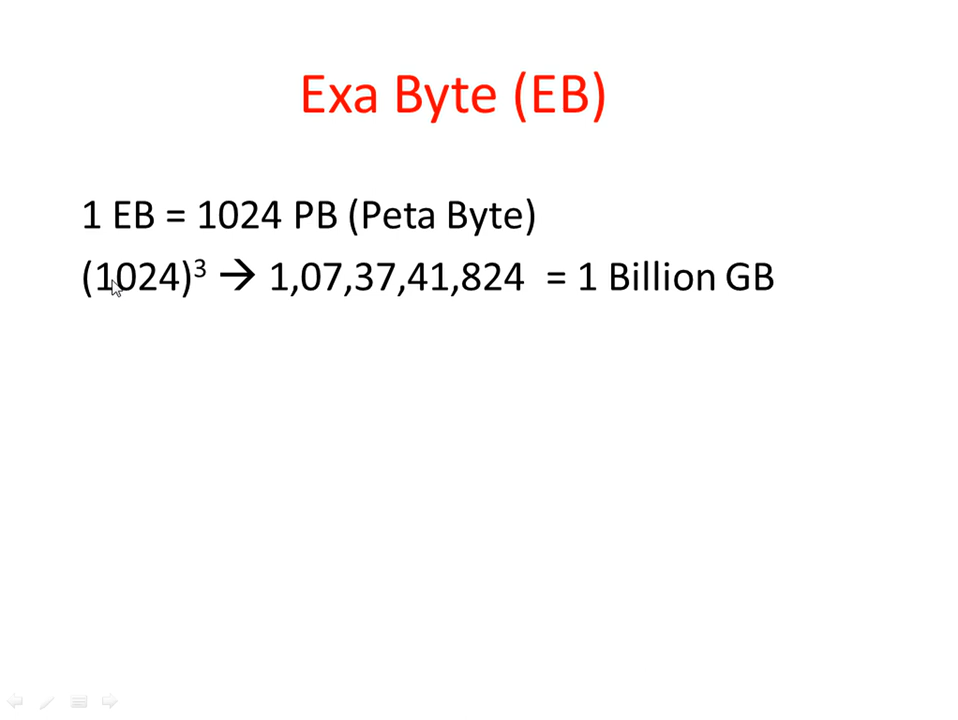 Exa Byte (EB)
1 EB = 1024 PB (Peta Byte)
(1024)³ → 1,07,37,41,824 = 1 Billion GB